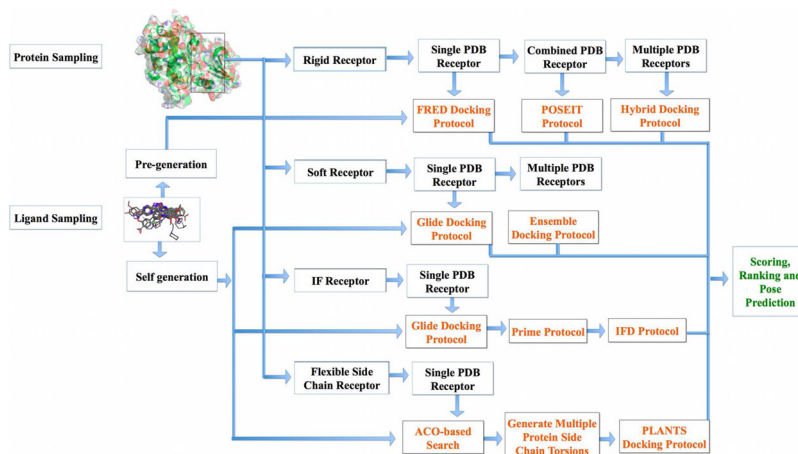 Protein Sampling
Rigid Receptor
Single PDB
Receptor
Combined PDB
Receptor
Multiple PDB
Receptors
FRED Docking
Protocol
POSEIT
Protocol
Hybrid Docking
Protocol
Pre-generation
Soft Receptor
Single PDB
Receptor
Multiple PDB
Receptors
Ligand Sampling
Glide Docking
Protocol
Ensemble
Docking Protocol
Self generation
IF Receptor
Single PDB
Receptor
Scoring,
Ranking and
Pose
Prediction
Glide Docking
Protocol
Prime Protocol
IFD Protocol
Flexible Side
Chain Receptor
Single PDB
Receptor
ACO-based
Search
Generate Multiple
Protein Side
Chain Torsions
PLANTS
Docking Protocol